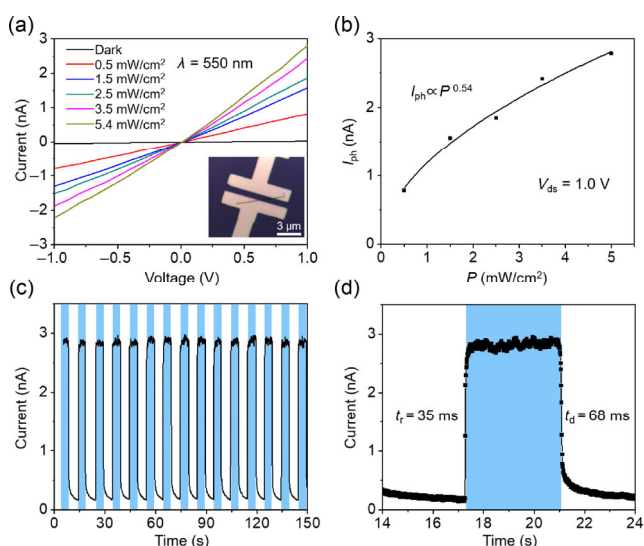 (a)
3
2
1
0
−1
−2
−3
Current (nA)
Dark
0.5 mW/cm²
1.5 mW/cm²
2.5 mW/cm²
3.5 mW/cm²
5.4 mW/cm²
λ = 550 nm
3 μm
−1.0
−0.5
0.0
0.5
1.0
Voltage (V)
(b)
3
2
1
0
Iph (nA)
Iph∝P^0.54
Vds = 1.0 V
0
1
2
3
4
5
P (mW/cm²)
(c)
4
3
2
1
0
Current (nA)
0
30
60
90
120
150
Time (s)
(d)
4
3
2
1
0
Current (nA)
tr = 35 ms
td = 68 ms
14
16
18
20
22
24
Time (s)